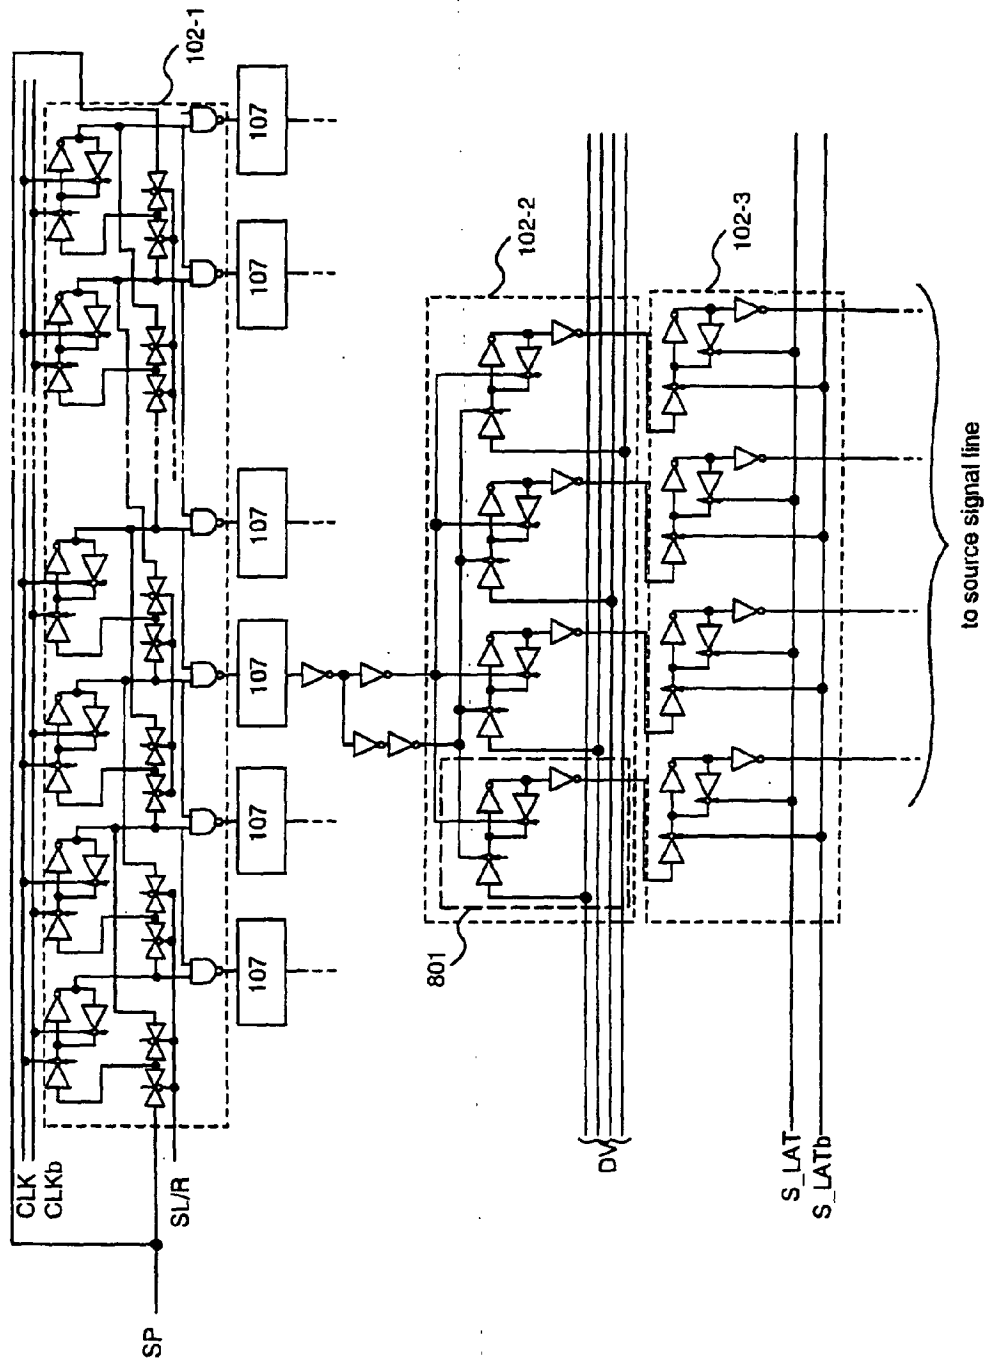 SP
CLK
CLKb
SL/R
102-1
107
107
107
107
107
107
801
102-2
DV
102-3
S_LAT
S_LATb
to source signal line